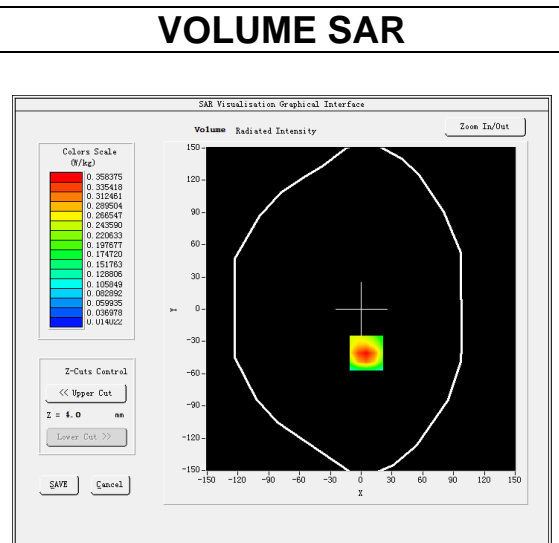 VOLUME SAR
SAR Visualisation Graphical Interface
Volume Radiated Intensity
Zoom In/Out
Colors Scale
(W/kg)
0.358375
0.335418
0.312461
0.289504
0.266547
0.243590
0.220633
0.197677
0.174720
0.151763
0.128806
0.105849
0.082892
0.059935
0.036978
0.014022
Z-Cuts Control
<< Upper Cut
Z = 4.0 mm
Lower Cut >>
SAVE Cancel
150
120
90
60
30
0
-30
-60
-90
-120
-150
Y
-150 -120 -90 -60 -30 0 30 60 90 120 150
X